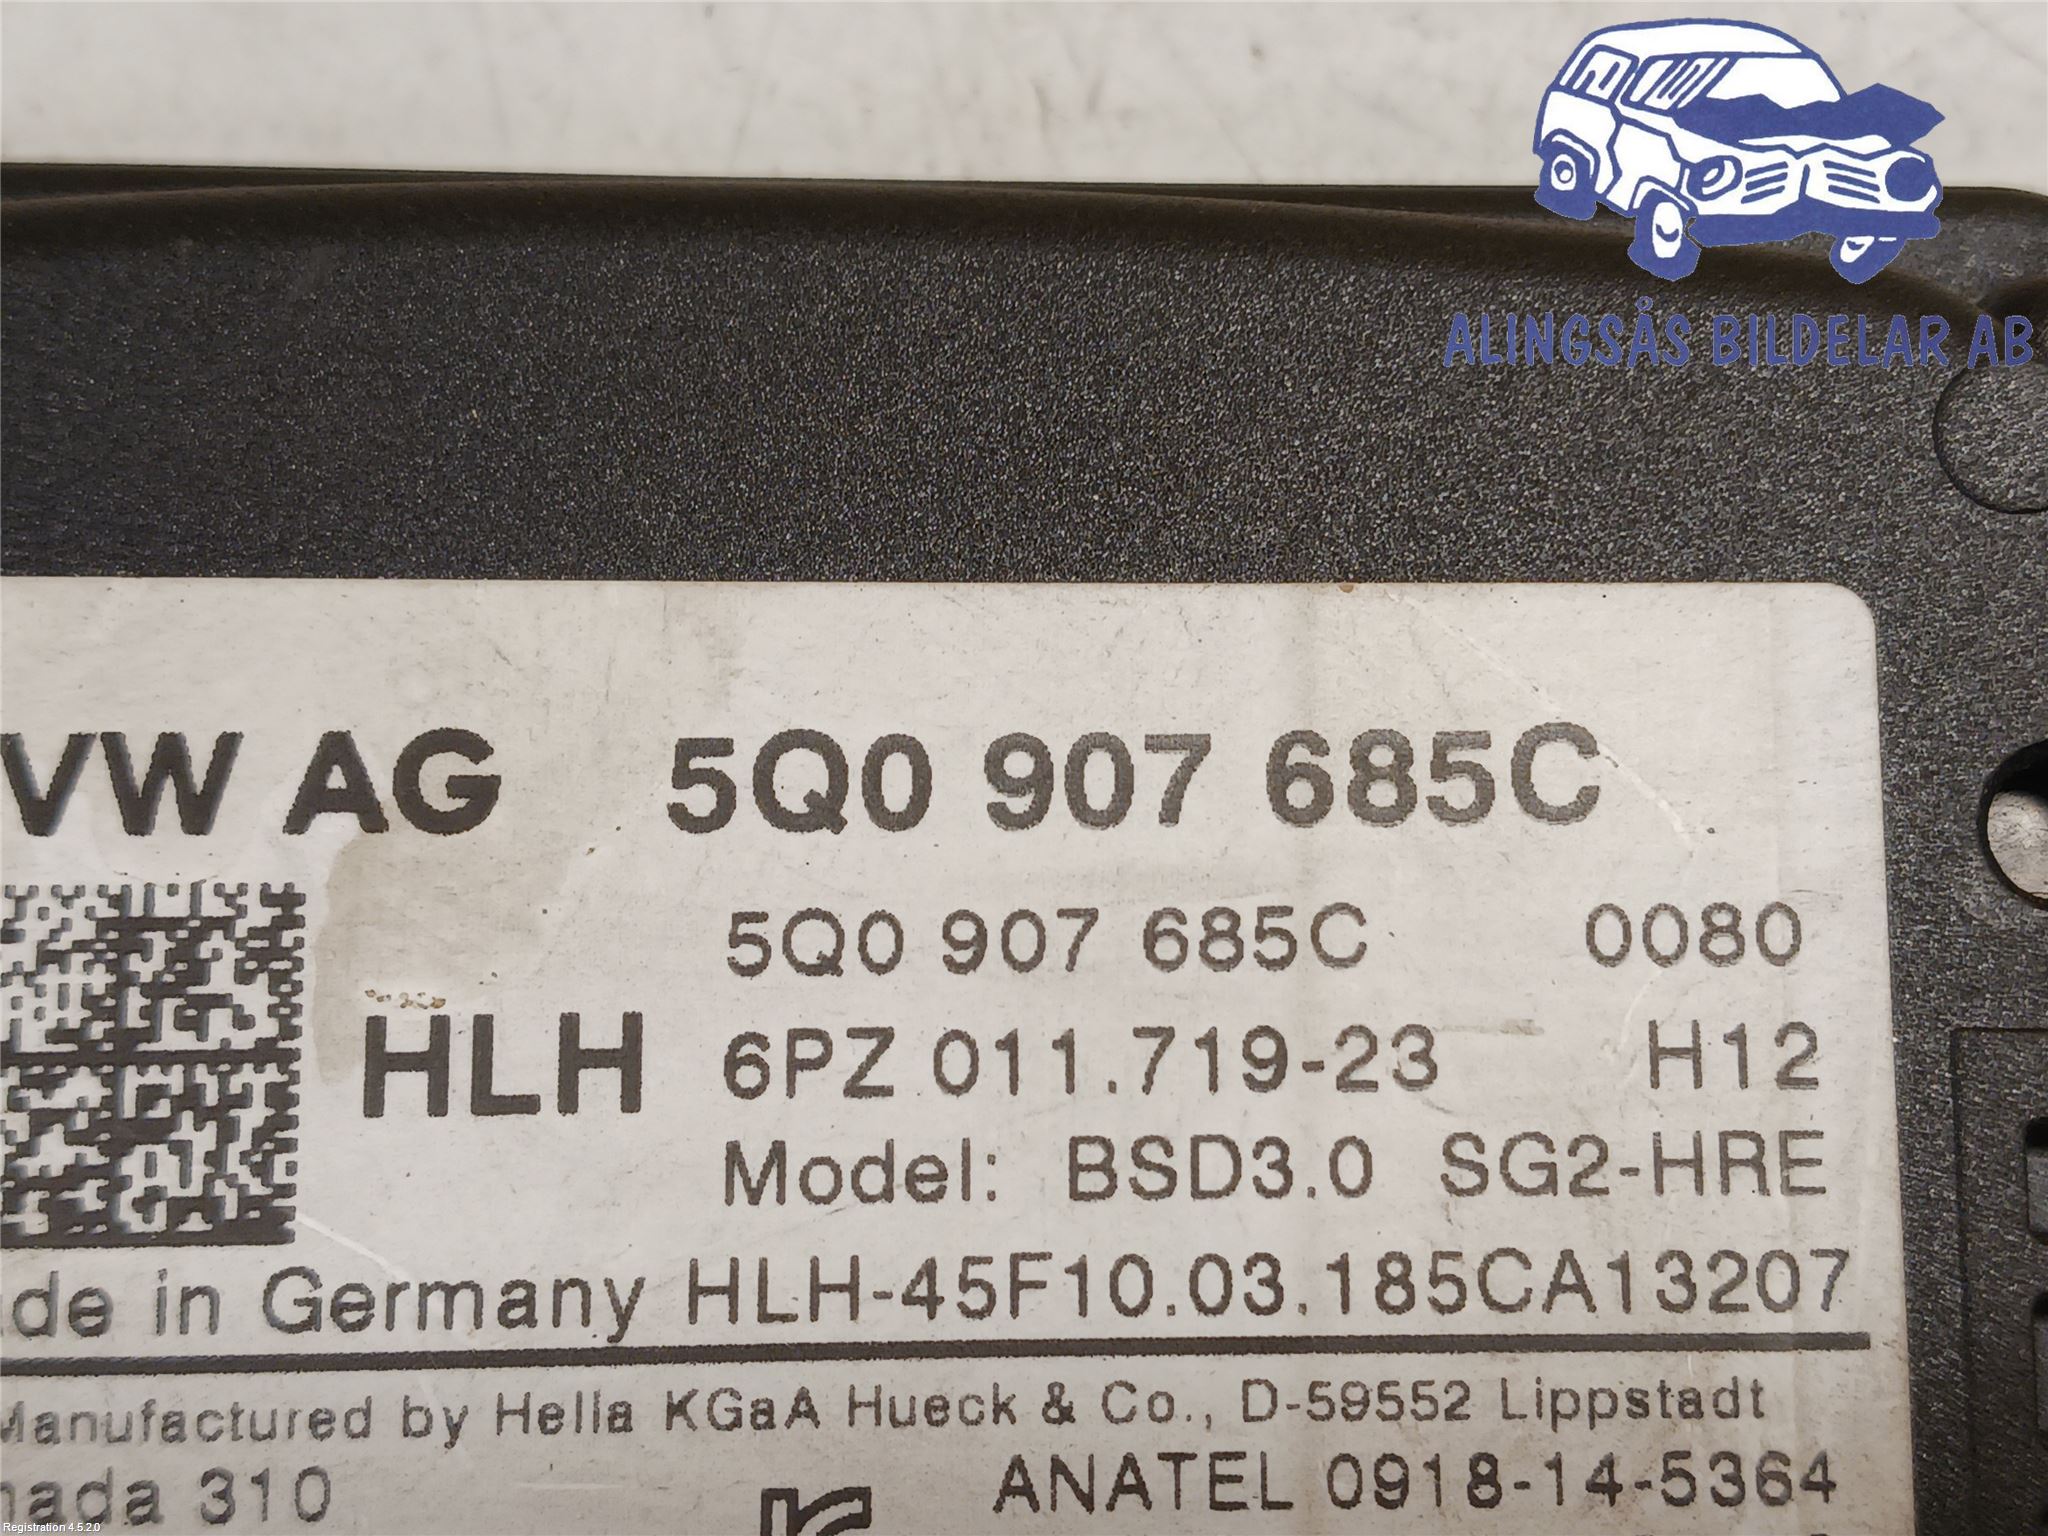 ALINGSÅS BILDELAR AB
VW AG 5Q0 907 685C
5Q0 907 685C 0080
HLH 6PZ 011.719-23 H12
Model: BSD3.0 SG2-HRE
in Germany HLH-45F10.03.185CA13207
Manufactured by Hella KGaA Hueck & Co., D-59552 Lippstadt
310 ANATEL 0918-14-5364
Registration 4.5.2.0